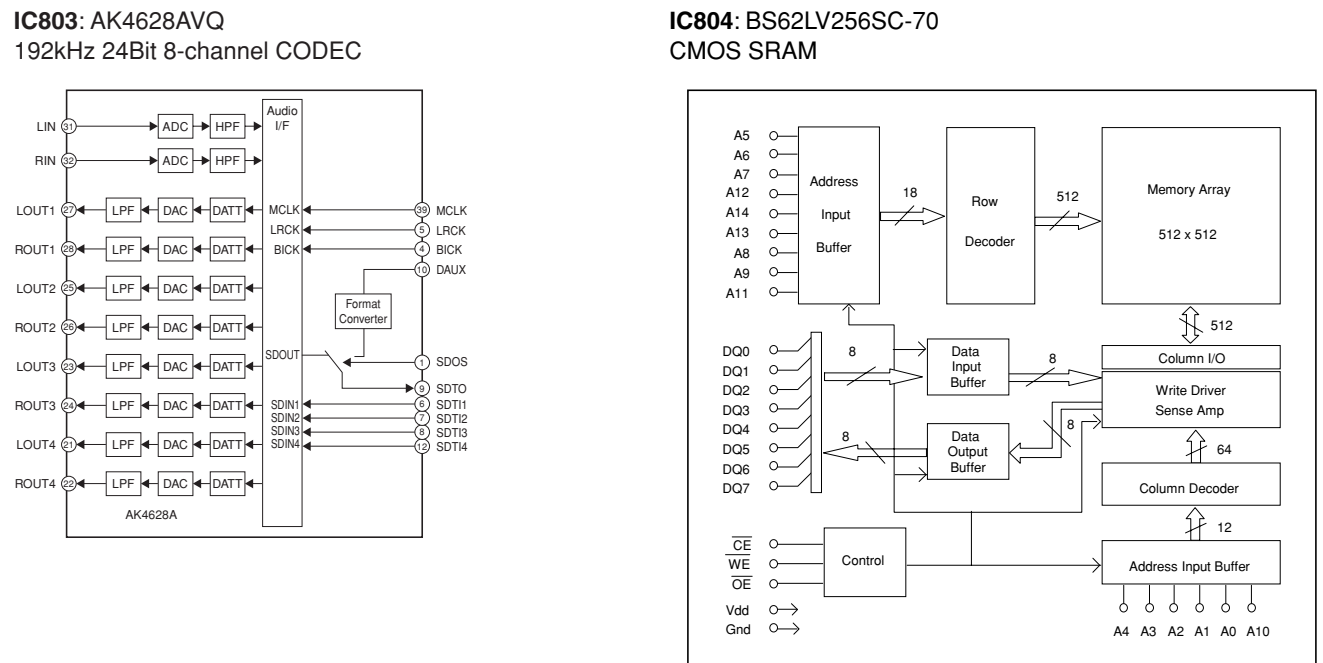 IC803: AK4628AVQ
192kHz 24Bit 8-channel CODEC
Audio
I/F
LIN 31 ADC HPF
RIN 32 ADC HPF
LOUT1 27 LPF DAC DATT MCLK 39 MCLK
LRCK 5 LRCK
ROUT1 28 LPF DAC DATT BICK 4 BICK
10 DAUX
LOUT2 25 LPF DAC DATT
Format
Converter
ROUT2 26 LPF DAC DATT
SDOUT
LOUT3 23 LPF DAC DATT 1 SDOS
9 SDTO
ROUT3 24 LPF DAC DATT SDIN1 6 SDTI1
SDIN2 7 SDTI2
SDIN3 8 SDTI3
LOUT4 21 LPF DAC DATT SDIN4 12 SDTI4
ROUT4 22 LPF DAC DATT
AK4628A
IC804: BS62LV256SC-70
CMOS SRAM
A5
A6
A7
A12
A14
A13
A8
A9
A11
Address
Input
Buffer
18
Row
Decoder
512
Memory Array
512 x 512
512
DQ0
DQ1
DQ2
DQ3
DQ4
DQ5
DQ6
DQ7
8
Data
Input
Buffer
8
Column I/O
Write Driver
Sense Amp
8
Data
Output
Buffer
8
64
Column Decoder
12
CE
WE
OE
Control
Address Input Buffer
Vdd
Gnd
A4 A3 A2 A1 A0 A10